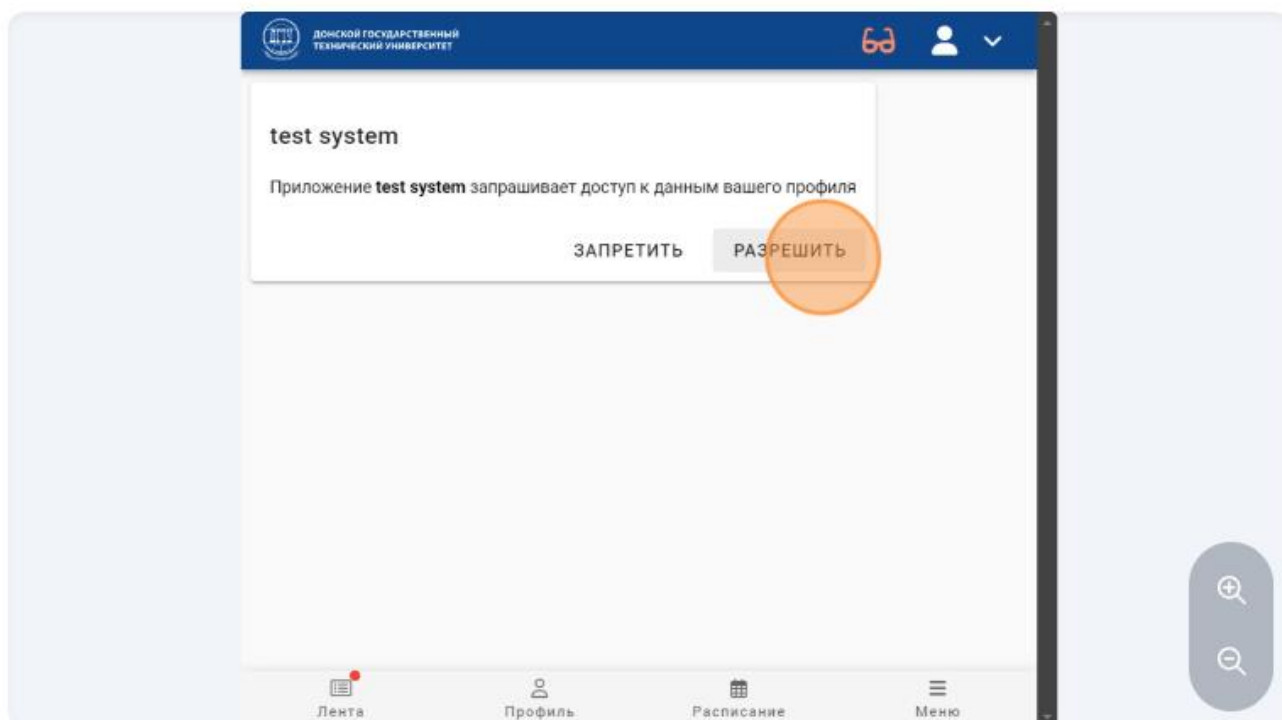 ДОНСКОЙ ГОСУДАРСТВЕННЫЙ
ТЕХНИЧЕСКИЙ УНИВЕРСИТЕТ
test system
Приложение test system запрашивает доступ к данным вашего профиля
ЗАПРЕТИТЬ РАЗРЕШИТЬ
Лента Профиль Расписание Меню